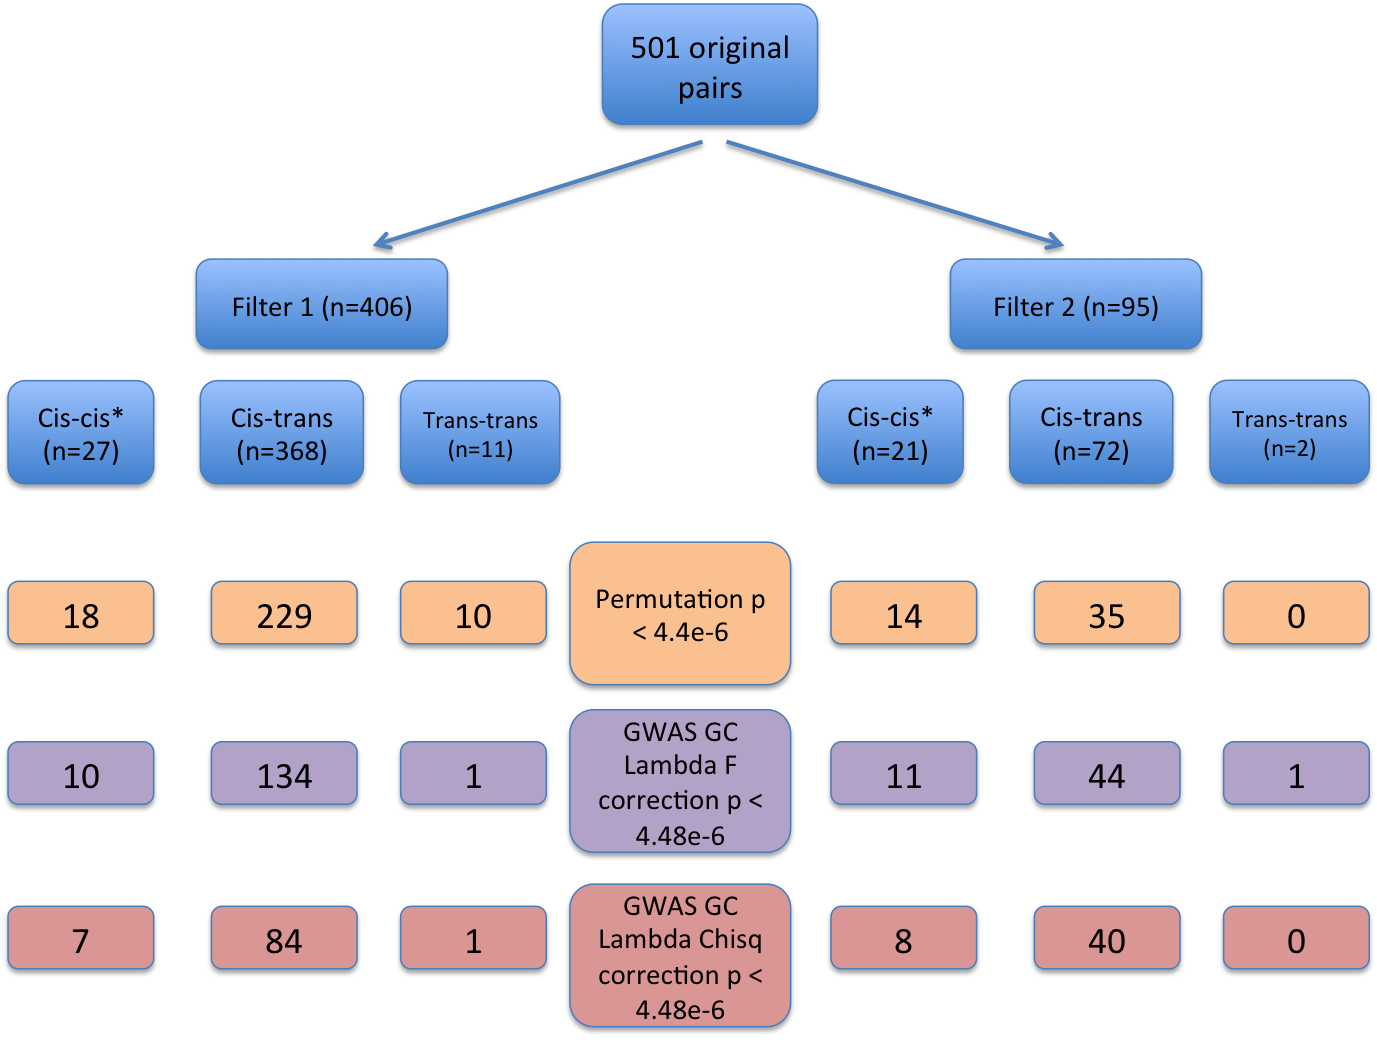 501 original
pairs
Filter 1 (n=406)
Filter 2 (n=95)
Cis-cis*
(n=27)
Cis-trans
(n=368)
Trans-trans
(n=11)
Cis-cis*
(n=21)
Cis-trans
(n=72)
Trans-trans
(n=2)
18
229
10
Permutation p
< 4.4e-6
14
35
0
10
134
1
GWAS GC
Lambda F
correction p <
4.48e-6
11
44
1
7
84
1
GWAS GC
Lambda Chisq
correction p <
4.48e-6
8
40
0